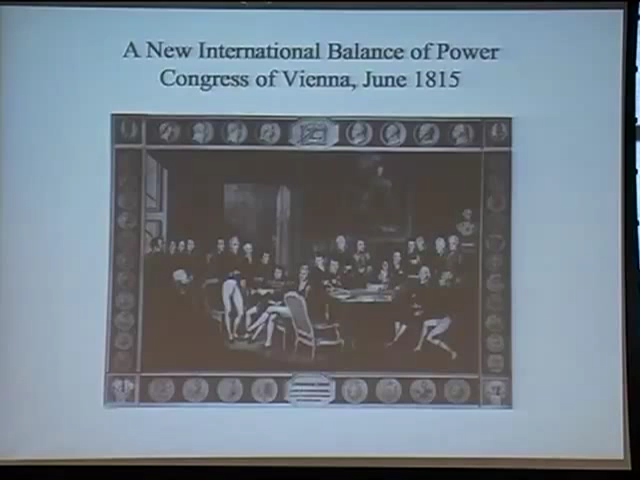 A New International Balance of Power
Congress of Vienna, June 1815